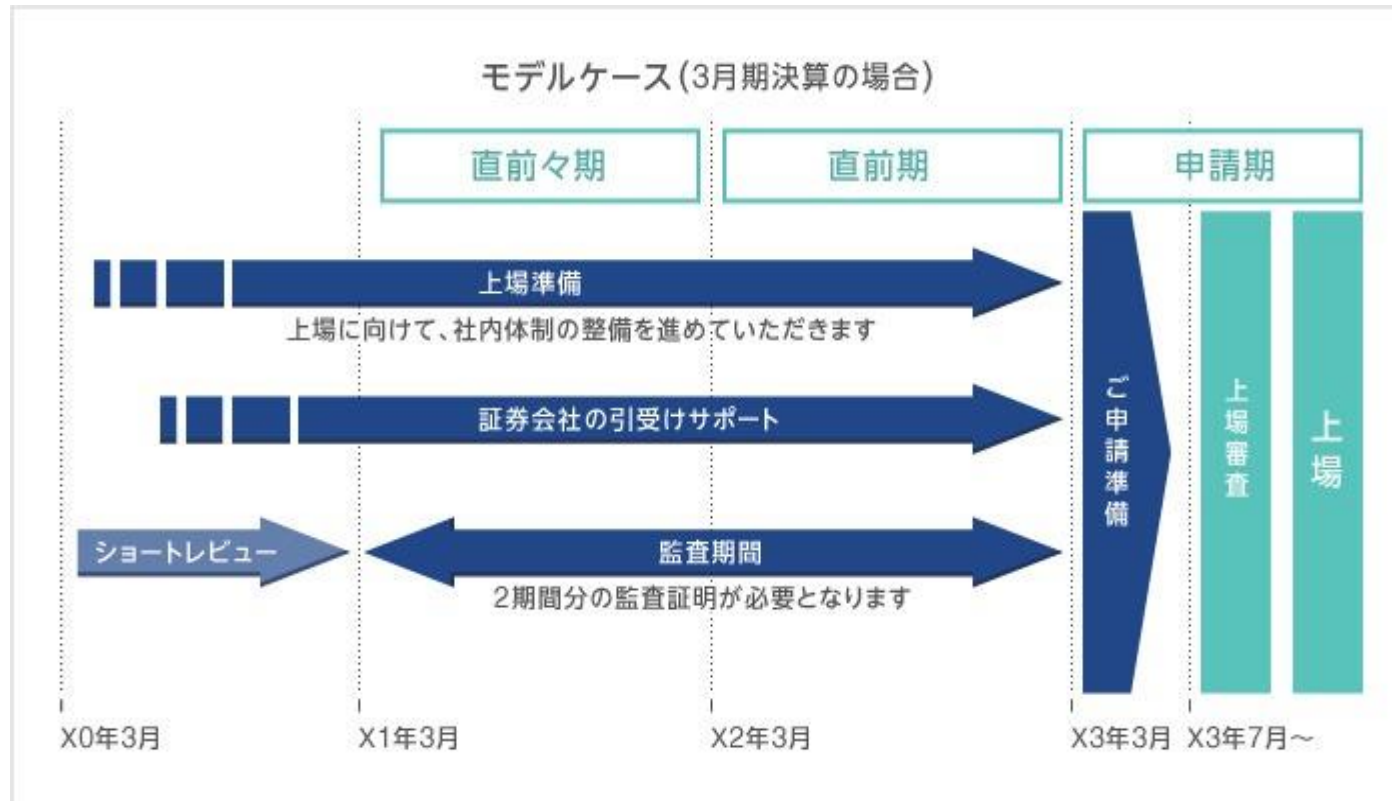 モデルケース(3月期決算の場合)
直前々期
直前期
申請期
上場準備
上場に向けて、社内体制の整備を進めていただきます
証券会社の引受けサポート
ショートレビュー
監査期間
2期間分の監査証明が必要となります
ご申請準備
上場審査
上場
X0年3月
X1年3月
X2年3月
X3年3月
X3年7月～